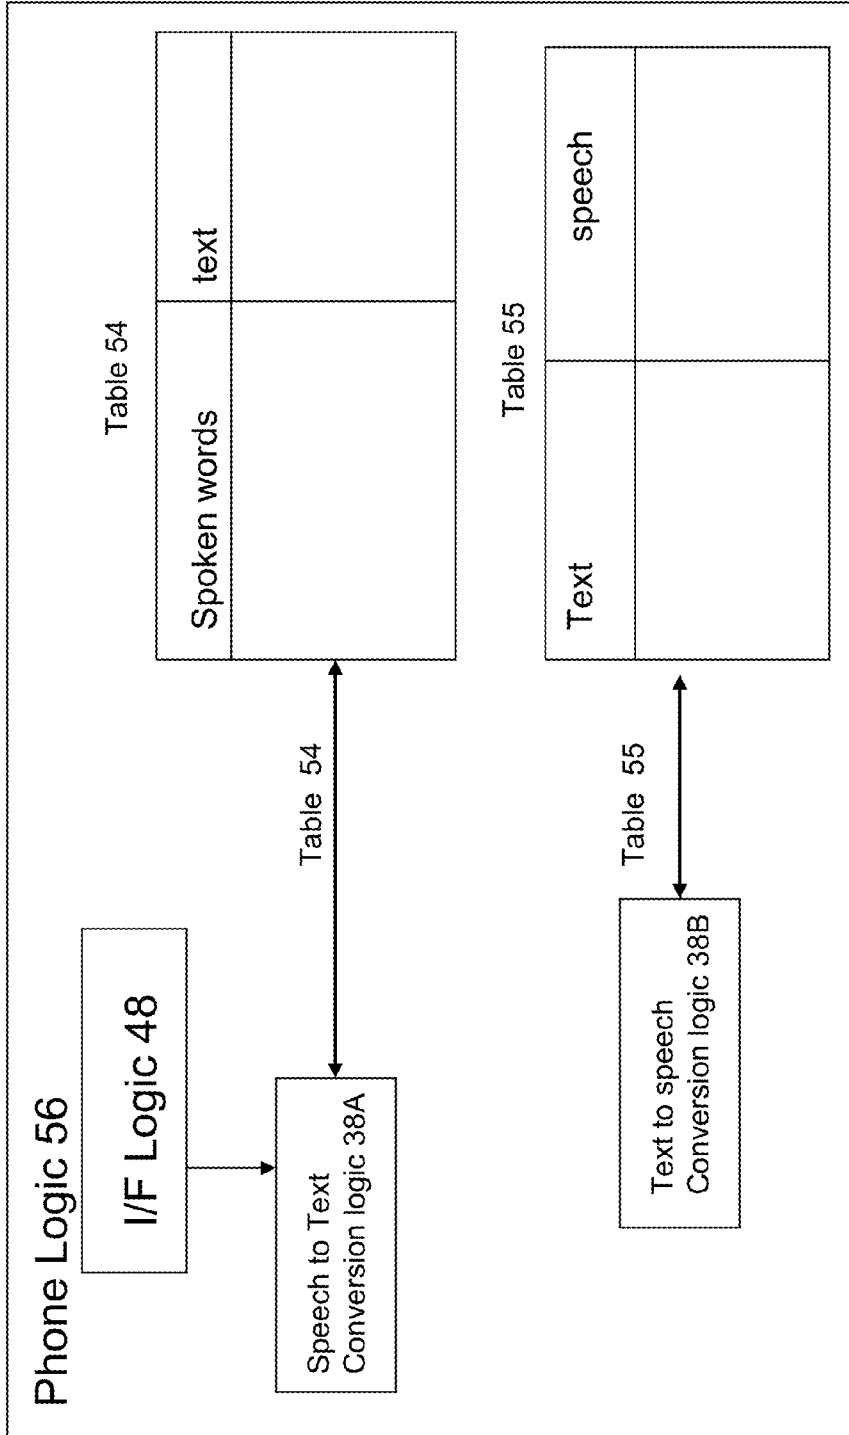 Phone Logic 56
I/F Logic 48
Speech to Text
Conversion logic 38A
Table 54
Table 54
Spoken words
text
Text to speech
Conversion logic 38B
Table 55
Table 55
Text
speech